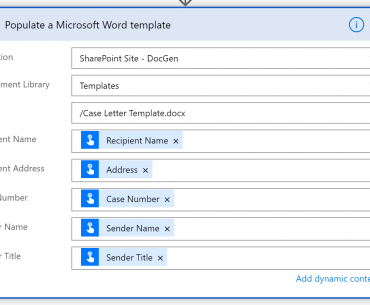 Populate a Microsoft Word template
tion
SharePoint Site - DocGen
ment Library
Templates
/Case Letter Template.docx
ent Name
Recipient Name ×
ent Address
Address ×
Number
Case Number ×
r Name
Sender Name ×
r Title
Sender Title ×
Add dynamic conte